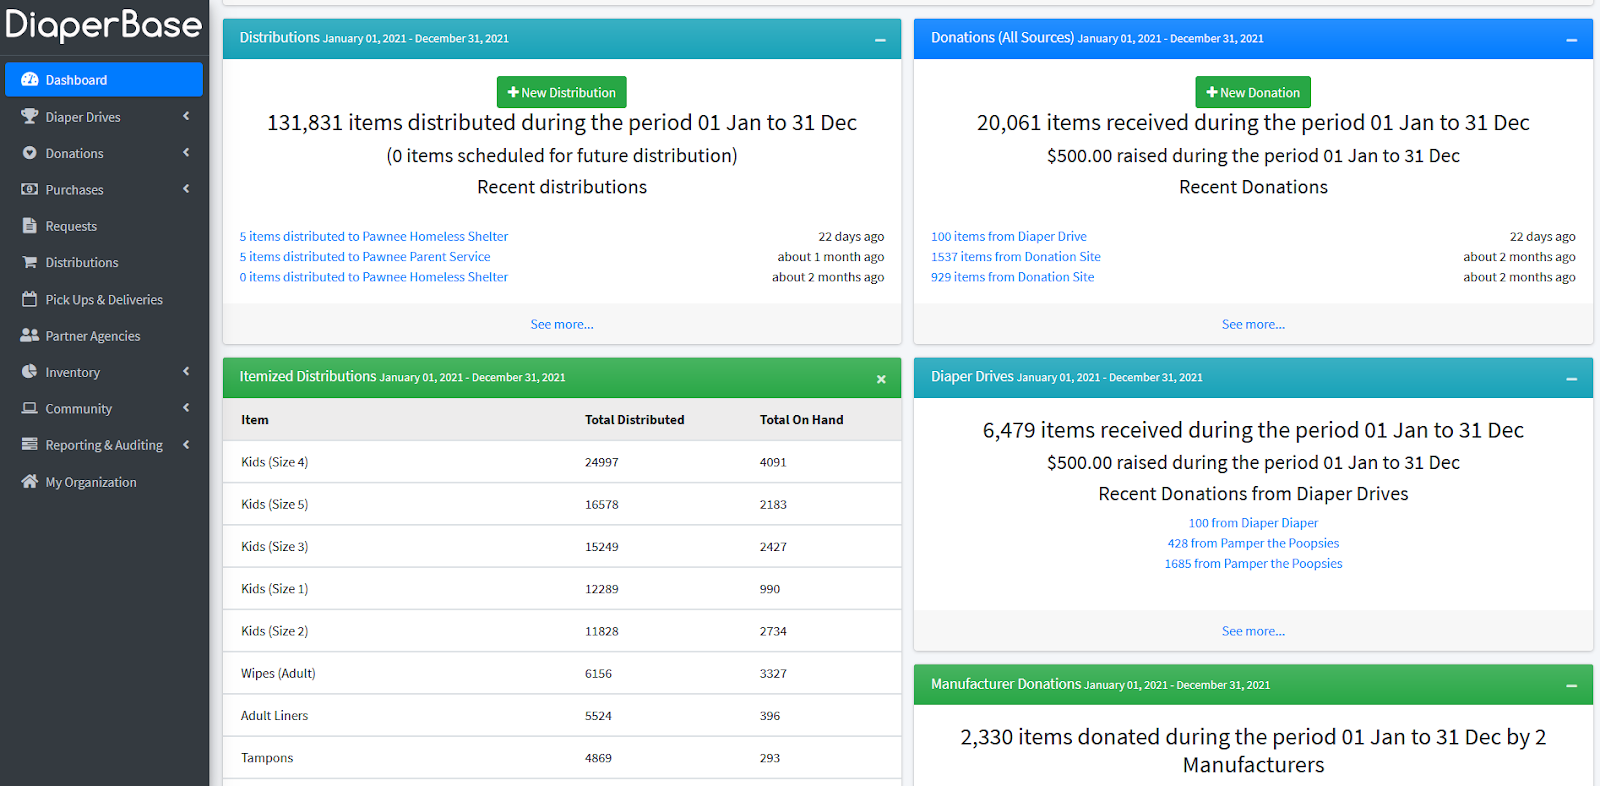 DiaperBase
Dashboard
Diaper Drives
Donations
Purchases
Requests
Distributions
Pick Ups & Deliveries
Partner Agencies
Inventory
Community
Reporting & Auditing
My Organization
Distributions January 01, 2021 - December 31, 2021
New Distribution
131,831 items distributed during the period 01 Jan to 31 Dec
(0 items scheduled for future distribution)
Recent distributions
5 items distributed to Pawnee Homeless Shelter 22 days ago
5 items distributed to Pawnee Parent Service about 1 month ago
0 items distributed to Pawnee Homeless Shelter about 2 months ago
See more...
Donations (All Sources) January 01, 2021 - December 31, 2021
New Donation
20,061 items received during the period 01 Jan to 31 Dec
$500.00 raised during the period 01 Jan to 31 Dec
Recent Donations
100 items from Diaper Drive 22 days ago
1537 items from Donation Site about 2 months ago
929 items from Donation Site about 2 months ago
See more...
Itemized Distributions January 01, 2021 - December 31, 2021
Item Total Distributed Total On Hand
Kids (Size 4) 24997 4091
Kids (Size 5) 16578 2183
Kids (Size 3) 15249 2427
Kids (Size 1) 12289 990
Kids (Size 2) 11828 2734
Wipes (Adult) 6156 3327
Adult Liners 5524 396
Tampons 4869 293
Diaper Drives January 01, 2021 - December 31, 2021
6,479 items received during the period 01 Jan to 31 Dec
$500.00 raised during the period 01 Jan to 31 Dec
Recent Donations from Diaper Drives
100 from Diaper Diaper
428 from Pamper the Poopsies
1685 from Pamper the Poopsies
See more...
Manufacturer Donations January 01, 2021 - December 31, 2021
2,330 items donated during the period 01 Jan to 31 Dec by 2
Manufacturers